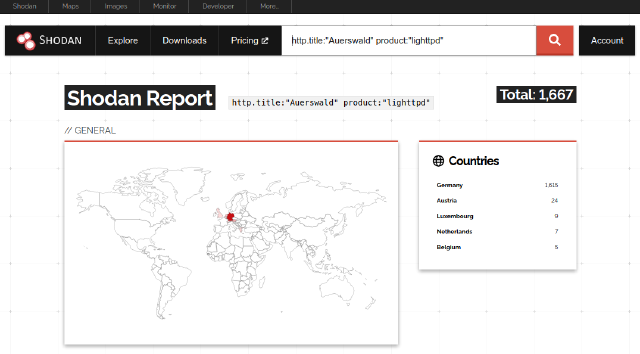 Shodan Maps Images Monitor Developer More...
SHODAN Explore Downloads Pricing http.title:"Auerswald" product:"lighttpd" Account
Shodan Report http.title:"Auerswald" product:"lighttpd" Total: 1,667
// GENERAL
Countries
Germany 1,615
Austria 24
Luxembourg 9
Netherlands 7
Belgium 5